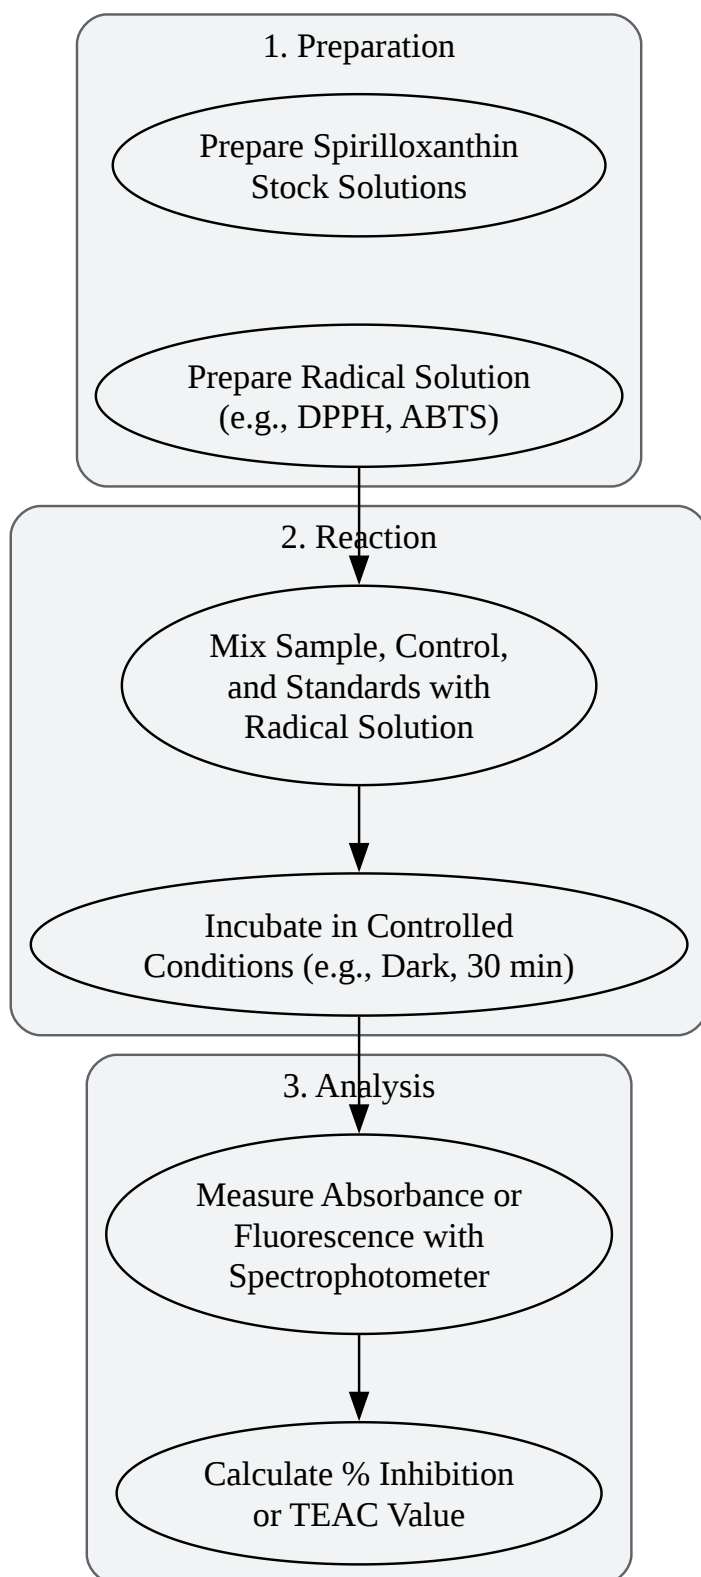 1. Preparation
Prepare Spirilloxanthin
Stock Solutions
Prepare Radical Solution
(e.g., DPPH, ABTS)
2. Reaction
Mix Sample, Control,
and Standards with
Radical Solution
Incubate in Controlled
Conditions (e.g., Dark, 30 min)
3. Analysis
Measure Absorbance or
Fluorescence with
Spectrophotometer
Calculate % Inhibition
or TEAC Value